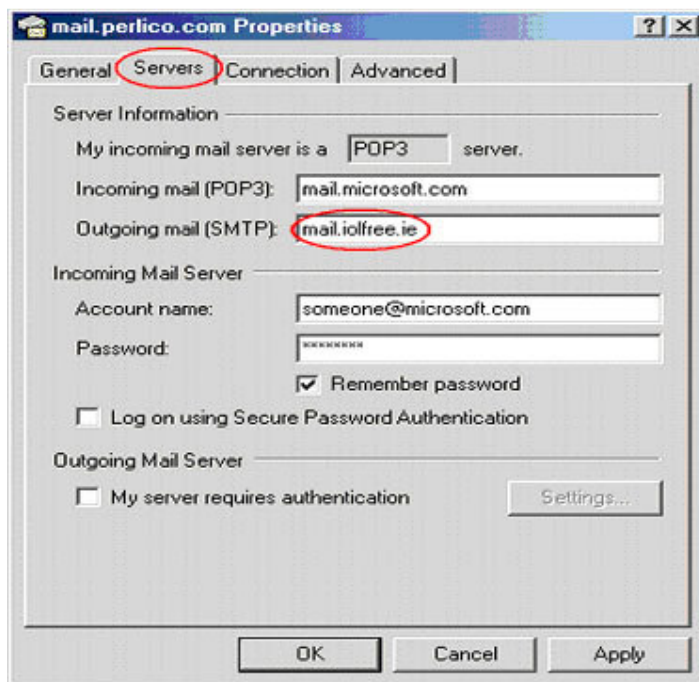 mail.perlico.com Properties
General Servers Connection Advanced
Server Information
My incoming mail server is a POP3 server.
Incoming mail (POP3): mail.microsoft.com
Outgoing mail (SMTP): mail.iolfree.ie
Incoming Mail Server
Account name: someone@microsoft.com
Password: ********
Remember password
Log on using Secure Password Authentication
Outgoing Mail Server
My server requires authentication Settings...
OK Cancel Apply